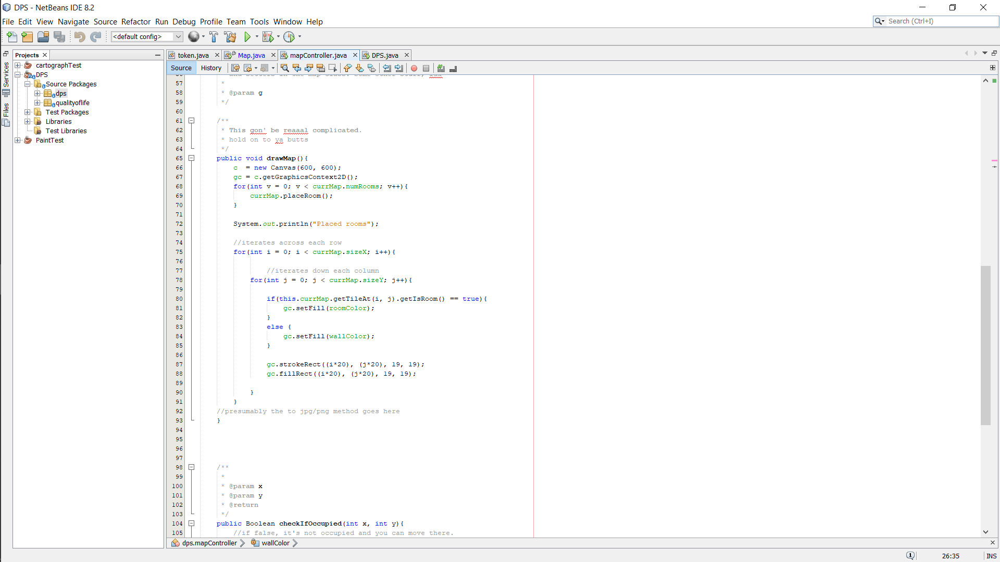 DPS - NetBeans IDE 8.2
File Edit View Navigate Source Refactor Run Debug Profile Team Tools Window Help
Search (Ctrl+I)
<default config>
Services
Files
Projects
cartographTest
DPS
Source Packages
dps
qualityoflife
Test Packages
Libraries
Test Libraries
PaintTest
token.java Map.java mapController.java DPS.java
Source History
57 *
58 * @param g
59 */
60
61 /**
62 * This gon' be reaaal complicated.
63 * hold on to ya butts
64 */
65 public void drawMap(){
66 c  = new Canvas(600, 600);
67 gc = c.getGraphicsContext2D();
68 for(int v = 0; v < currMap.numRooms; v++){
69 currMap.placeRoom();
70 }
71
72 System.out.println("Placed rooms");
73
74 //iterates across each row
75 for(int i = 0; i < currMap.sizeX; i++){
76
77 //iterates down each column
78 for(int j = 0; j < currMap.sizeY; j++){
79
80 if(this.currMap.getTileAt(i, j).getIsRoom() == true){
81 gc.setFill(roomColor);
82 }
83 else {
84 gc.setFill(wallColor);
85 }
86
87 gc.strokeRect((i*20), (j*20), 19, 19);
88 gc.fillRect((i*20), (j*20), 19, 19);
89
90 }
91 }
92 //presumably the to jpg/png method goes here
93 }
94
95
96
97
98 /**
99 *
100 * @param x
101 * @param y
102 * @return
103 */
104 public Boolean checkIfOccupied(int x, int y){
105 //if false, it's not occupied and you can move there.
dps.mapController wallColor
1
26:35 INS